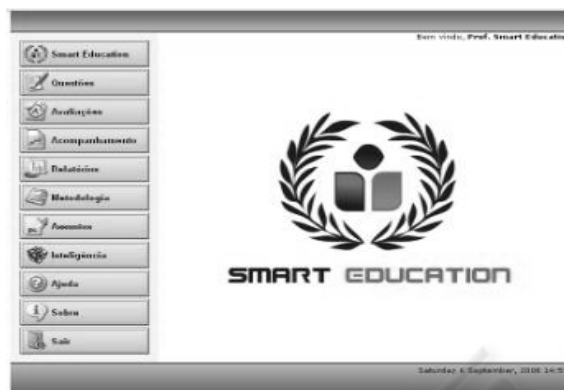 Bem vindo, Prof. Smart Educatio
Smart Education
Questões
Avaliações
Acompanhamento
Relatórios
Metodologia
Assuntos
Inteligência
Ajuda
Sobre
Sair
SMART EDUCATION
Saturday 6 September, 2008 14:5